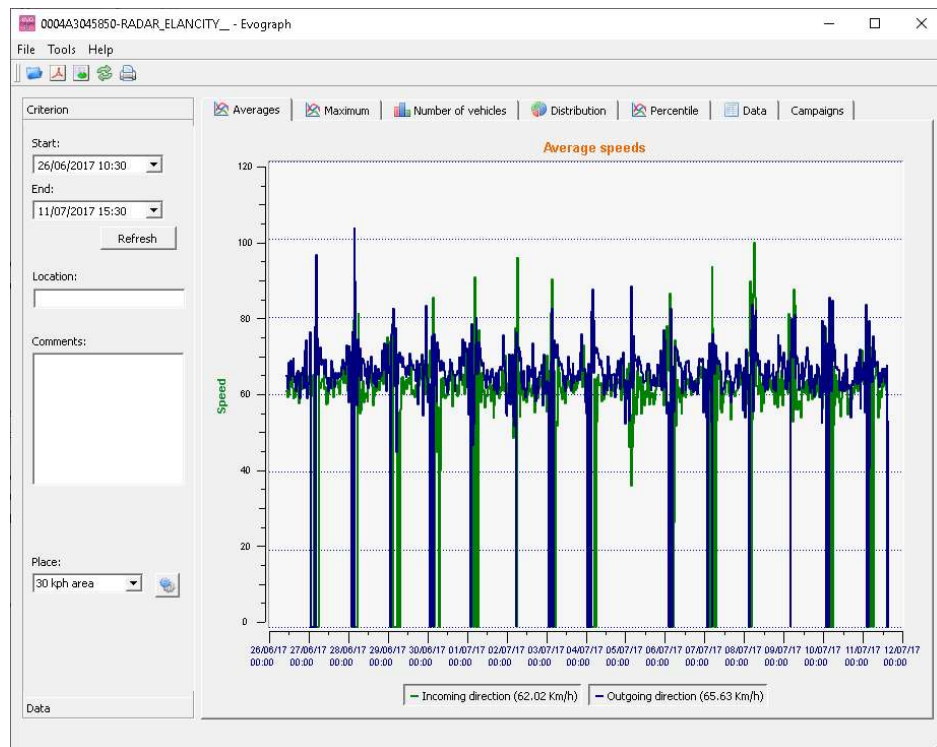 0004A3045850-RADAR_ELANCITY__ - Evograph
File Tools Help
Criterion
Start:
26/06/2017 10:30
End:
11/07/2017 15:30
Refresh
Location:
Comments:
Place:
30 kph area
Data
Averages Maximum Number of vehicles Distribution Percentile Data Campaigns
Average speeds
120
100
80
60
40
20
0
Speed
26/06/17 27/06/17 28/06/17 29/06/17 30/06/17 01/07/17 02/07/17 03/07/17 04/07/17 05/07/17 06/07/17 07/07/17 08/07/17 09/07/17 10/07/17 11/07/17 12/07/17
00:00 00:00 00:00 00:00 00:00 00:00 00:00 00:00 00:00 00:00 00:00 00:00 00:00 00:00 00:00 00:00 00:00
Incoming direction (62.02 Km/h) Outgoing direction (65.63 Km/h)